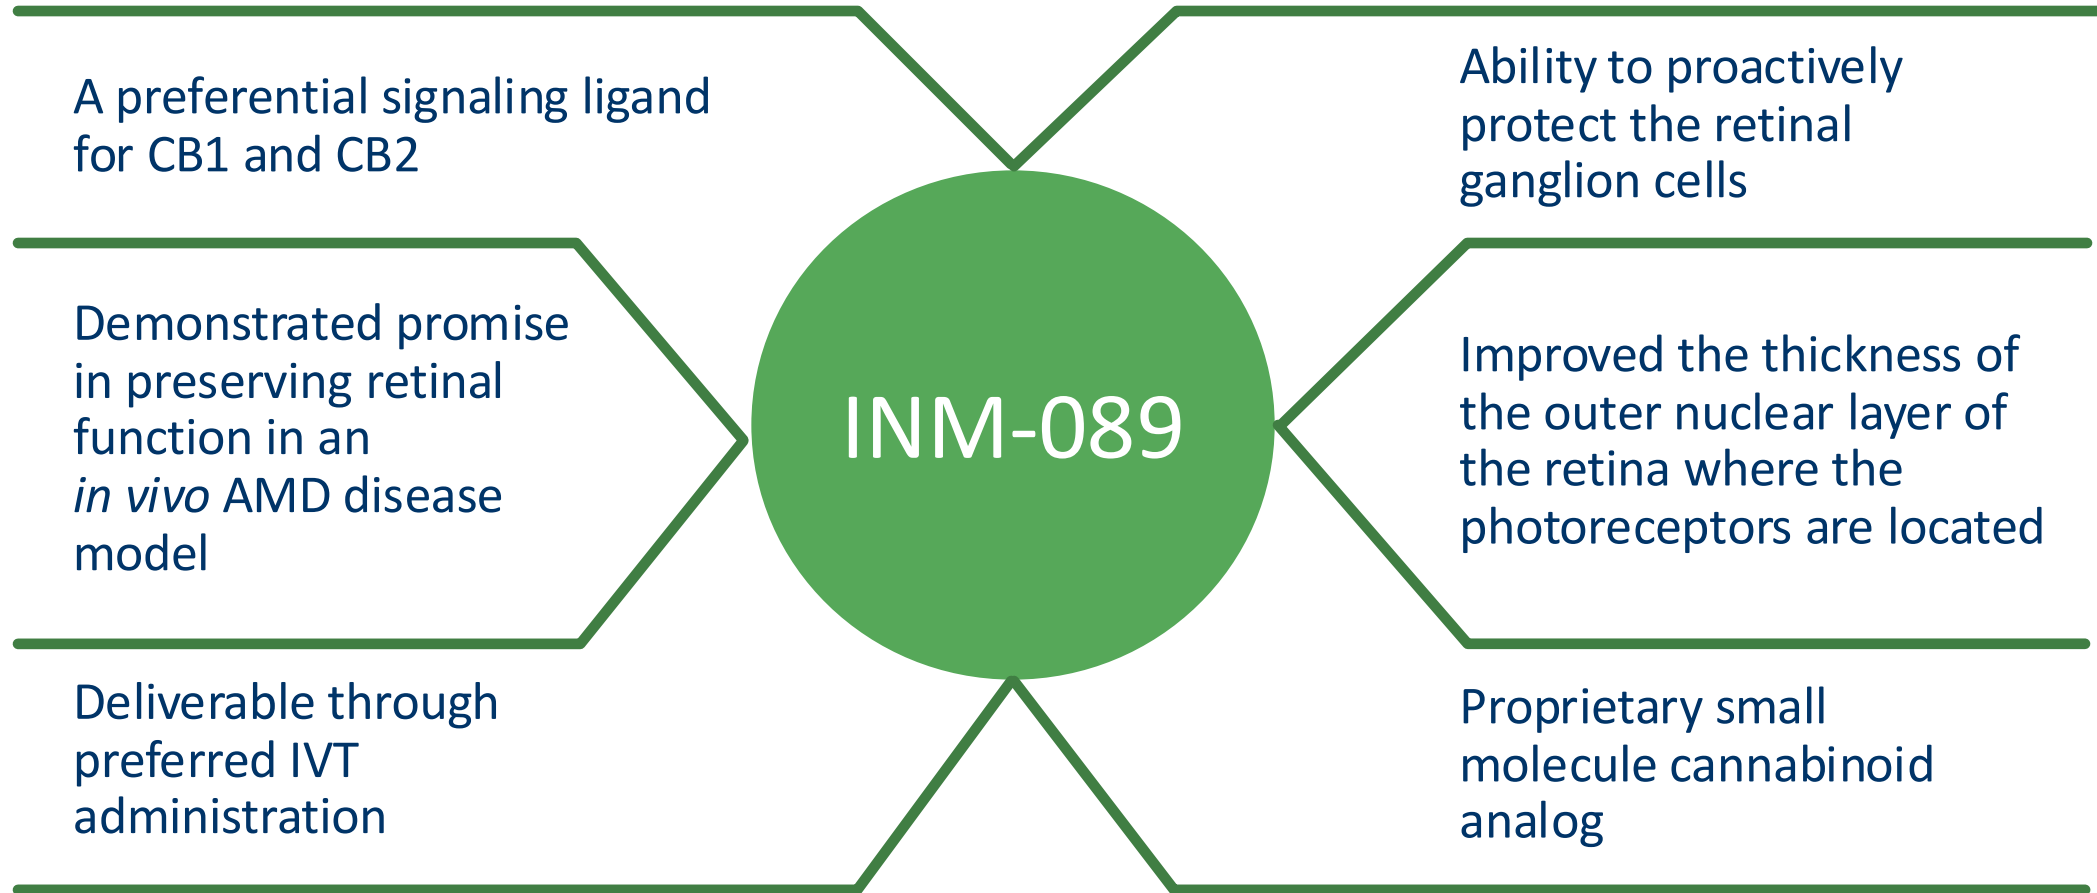 A preferential signaling ligand
for CB1 and CB2
Demonstrated promise
in preserving retinal
function in an
in vivo AMD disease
model
Deliverable through
preferred IVT
administration
INM-089
Ability to proactively
protect the retinal
ganglion cells
Improved the thickness of
the outer nuclear layer of
the retina where the
photoreceptors are located
Proprietary small
molecule cannabinoid
analog